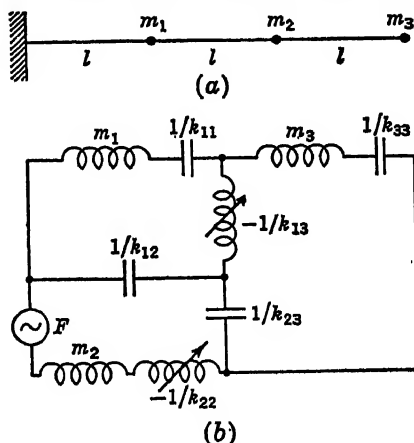 m₁ m₂ m₃
l l l
(a)
m₁ 1/k₁₁ m₃ 1/k₃₃
−1/k₁₃
1/k₁₂
F 1/k₂₃
m₂
−1/k₂₂
(b)